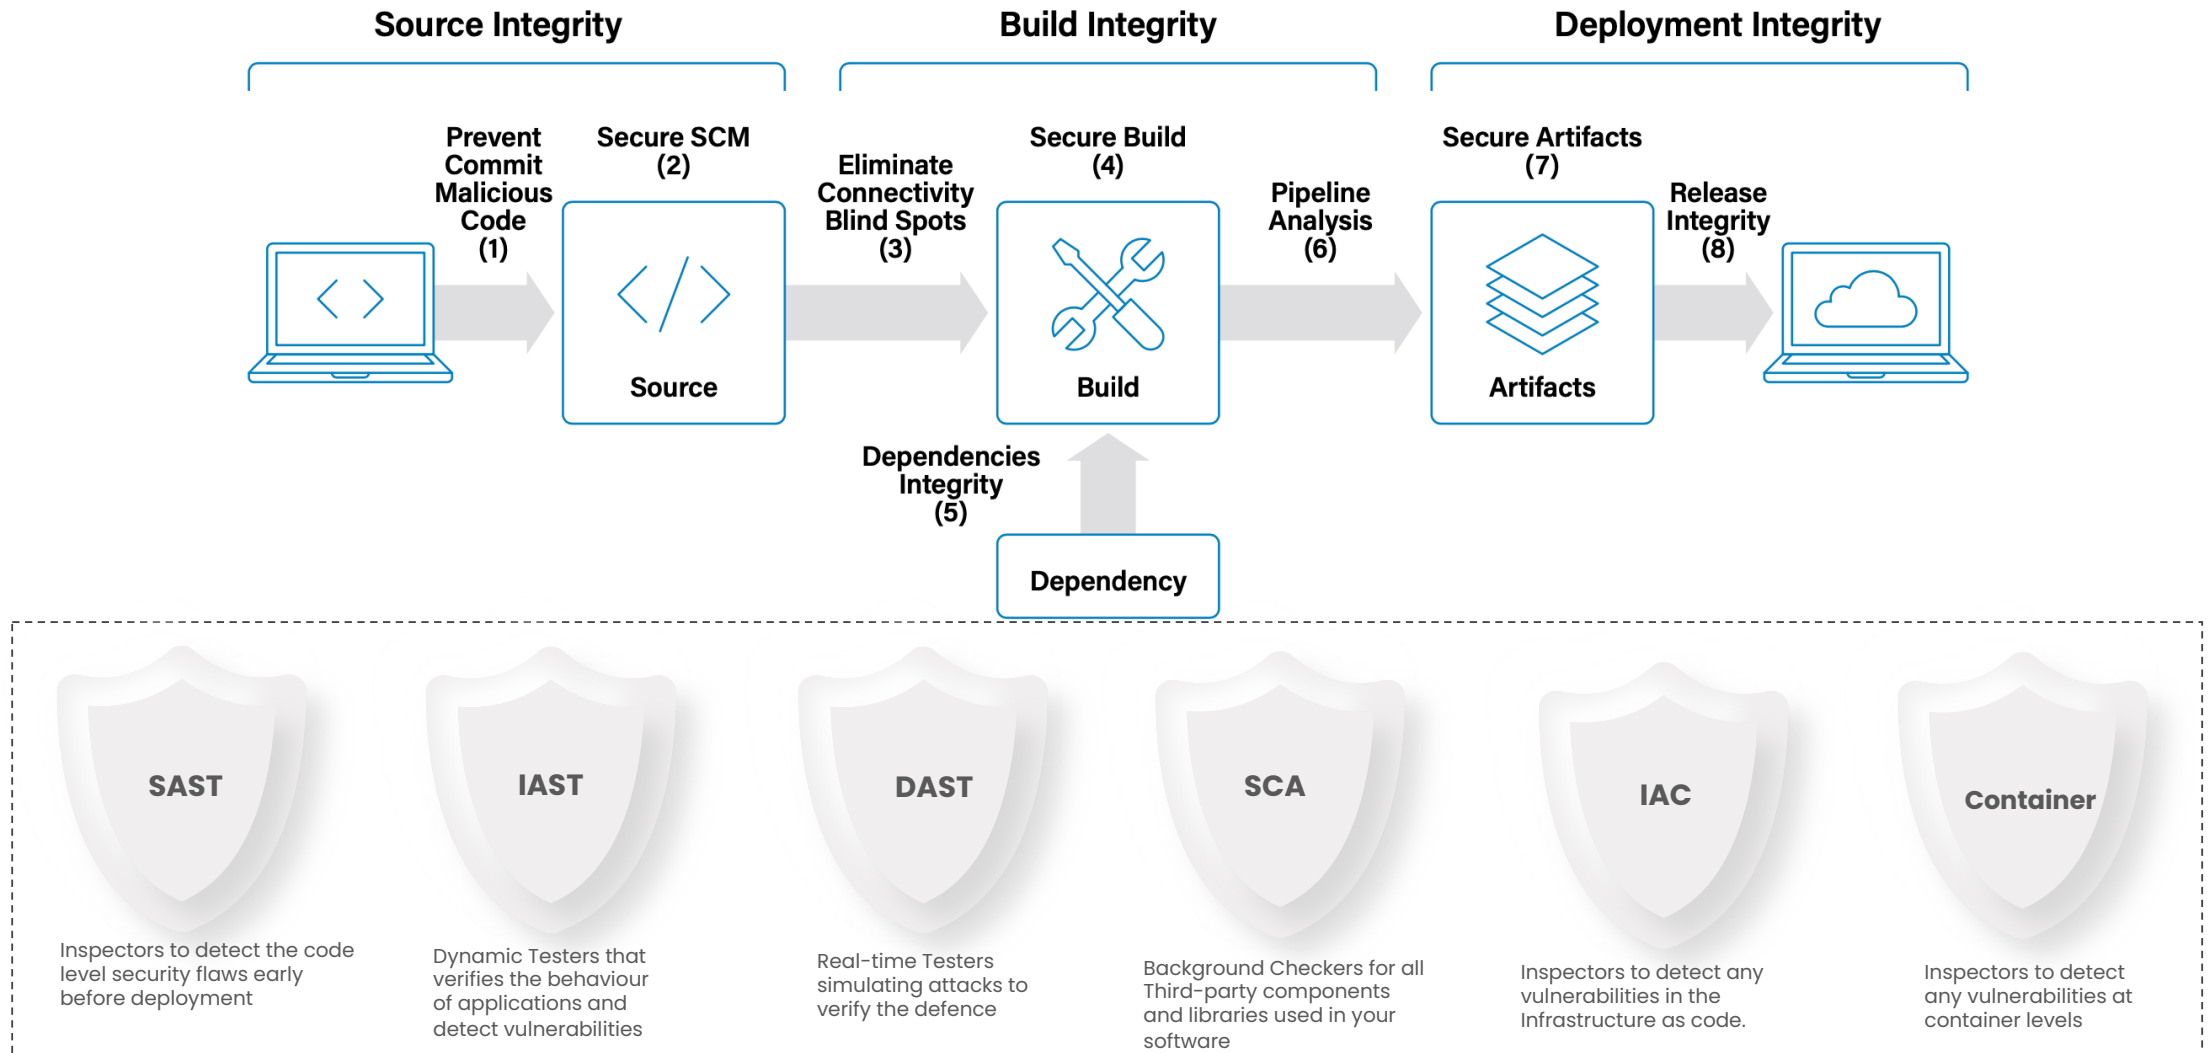 Source Integrity
Build Integrity
Deployment Integrity
Prevent
Commit
Malicious
Code
(1)
Secure SCM
(2)
Eliminate
Connectivity
Blind Spots
(3)
Secure Build
(4)
Pipeline
Analysis
(6)
Secure Artifacts
(7)
Release
Integrity
(8)
Source
Build
Artifacts
Dependencies
Integrity
(5)
Dependency
SAST
IAST
DAST
SCA
IAC
Container
Inspectors to detect the code
level security flaws early
before deployment
Dynamic Testers that
verifies the behaviour
of applications and
detect vulnerabilities
Real-time Testers
simulating attacks to
verify the defence
Background Checkers for all
Third-party components
and libraries used in your
software
Inspectors to detect any
vulnerabilities in the
Infrastructure as code.
Inspectors to detect
any vulnerabilities at
container levels